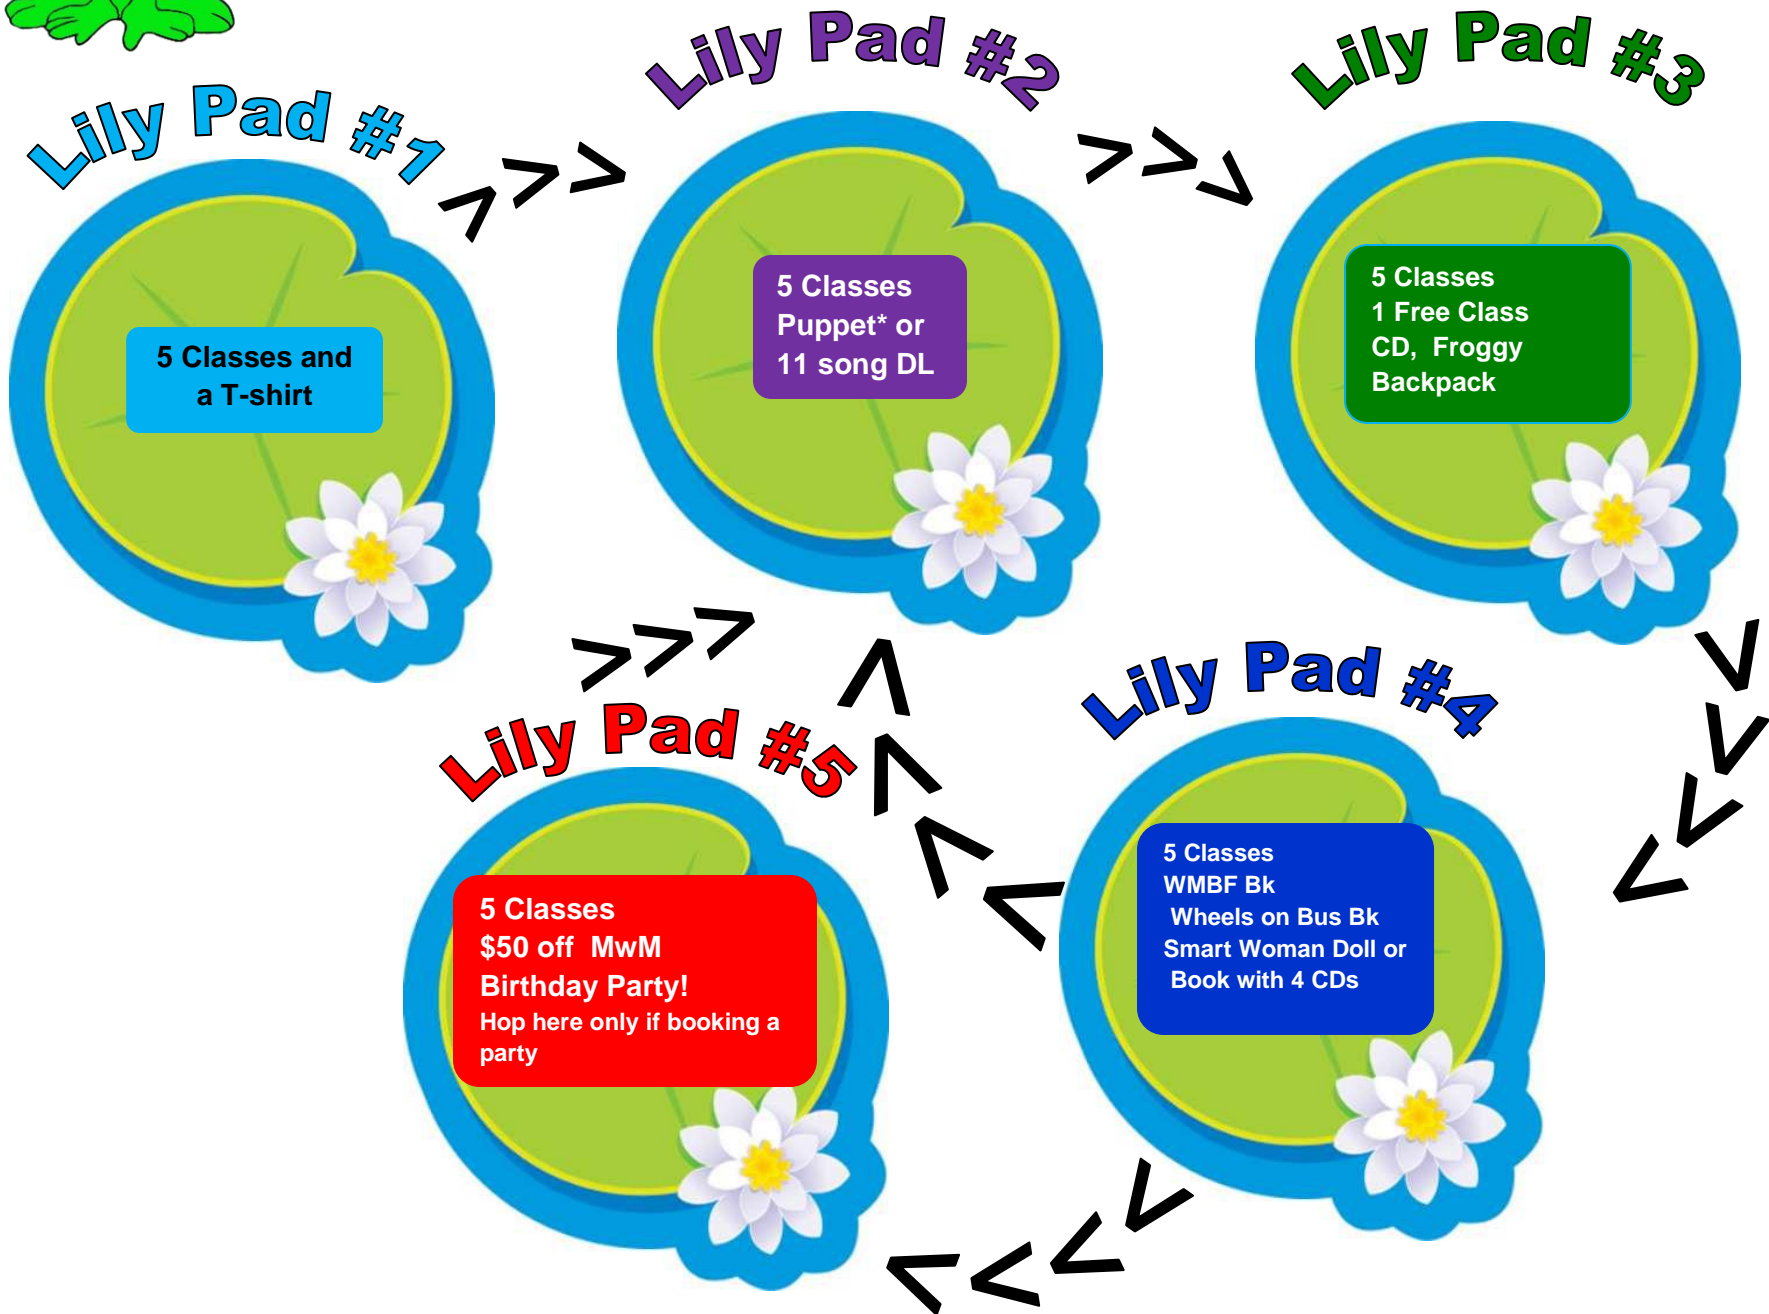 Lily Pad #1
5 Classes and
a T-shirt
Lily Pad #2
5 Classes
Puppet* or
11 song DL
Lily Pad #3
5 Classes
1 Free Class
CD,  Froggy
Backpack
Lily Pad #4
5 Classes
WMBF Bk
Wheels on Bus Bk
Smart Woman Doll or
Book with 4 CDs
Lily Pad #5
5 Classes
$50 off  MwM
Birthday Party!
Hop here only if booking a
party